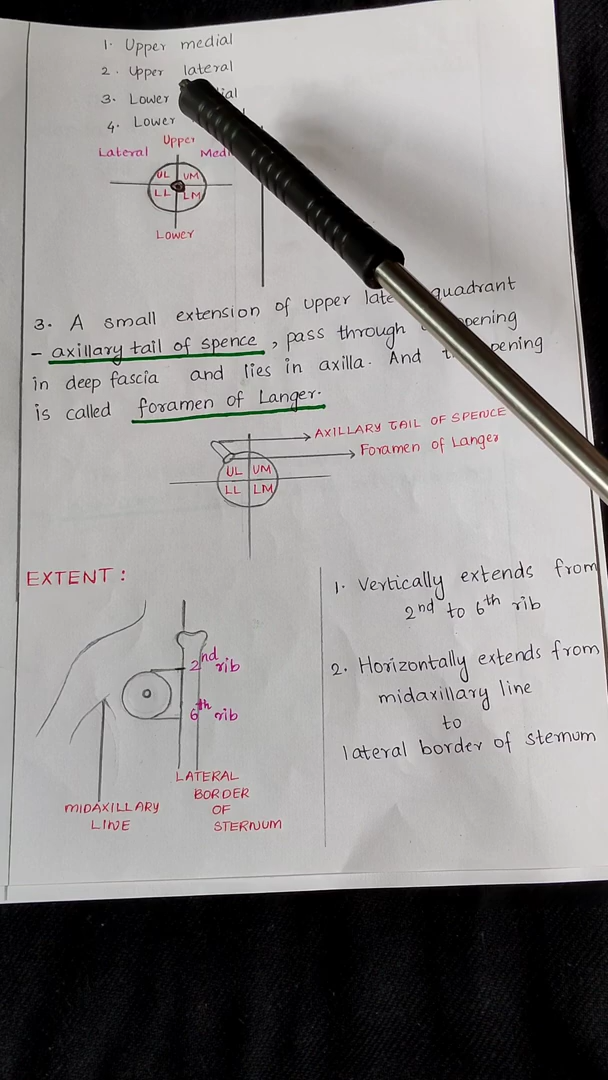 1. Upper medial
2. Upper lateral
3. Lower
4. Lower
Upper
Lateral
UL UM
LL LM
Lower
3. A small extension of upper quadrant
- axillary tail of spence, pass through
in deep fascia and lies in axilla. And
is called foramen of Langer.
AXILLARY TAIL OF SPENCE
Foramen of Langer
UL UM
LL LM
EXTENT :
2nd rib
6th rib
LATERAL
BORDER
OF
STERNUM
MIDAXILLARY
LINE
1. Vertically extends from
2nd to 6th rib
2. Horizontally extends from
midaxillary line
to
lateral border of sternum